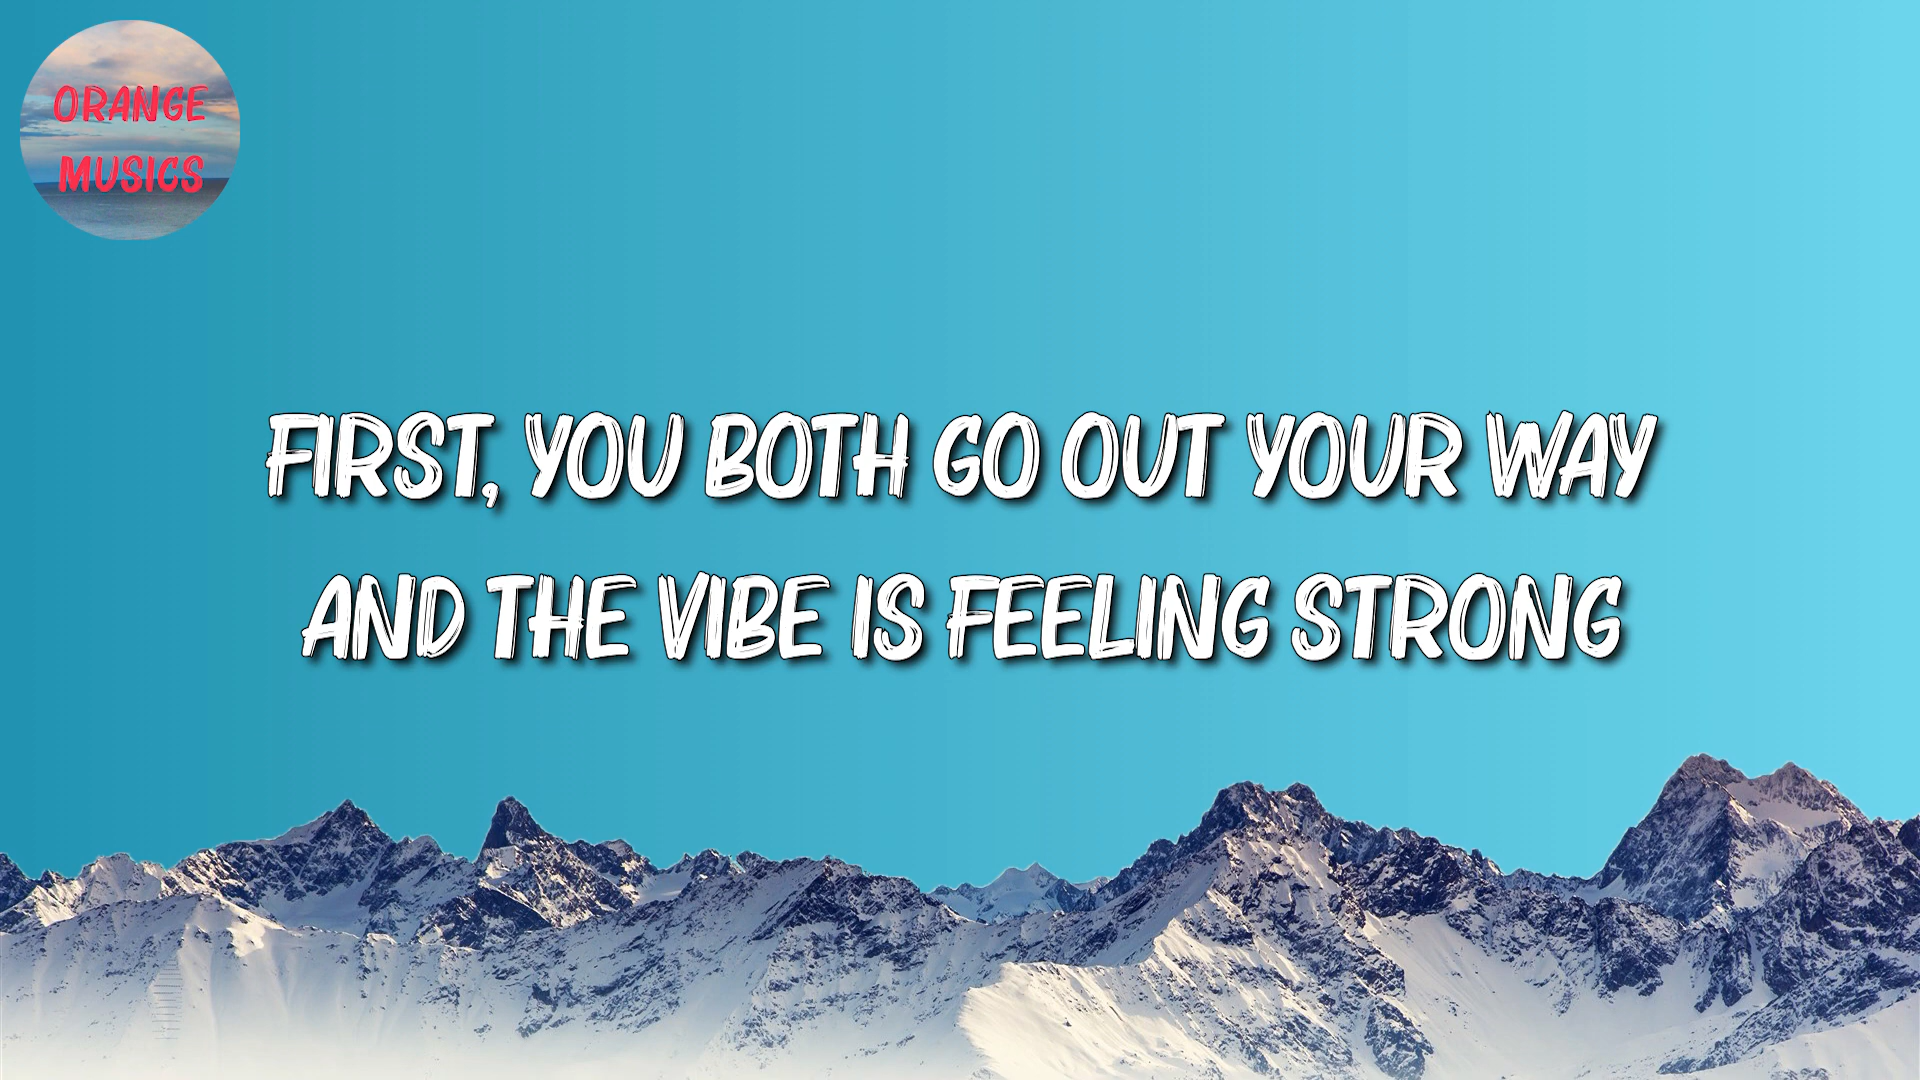 ORANGE
MUSICS
FIRST, YOU BOTH GO OUT YOUR WAY
AND THE VIBE IS FEELING STRONG